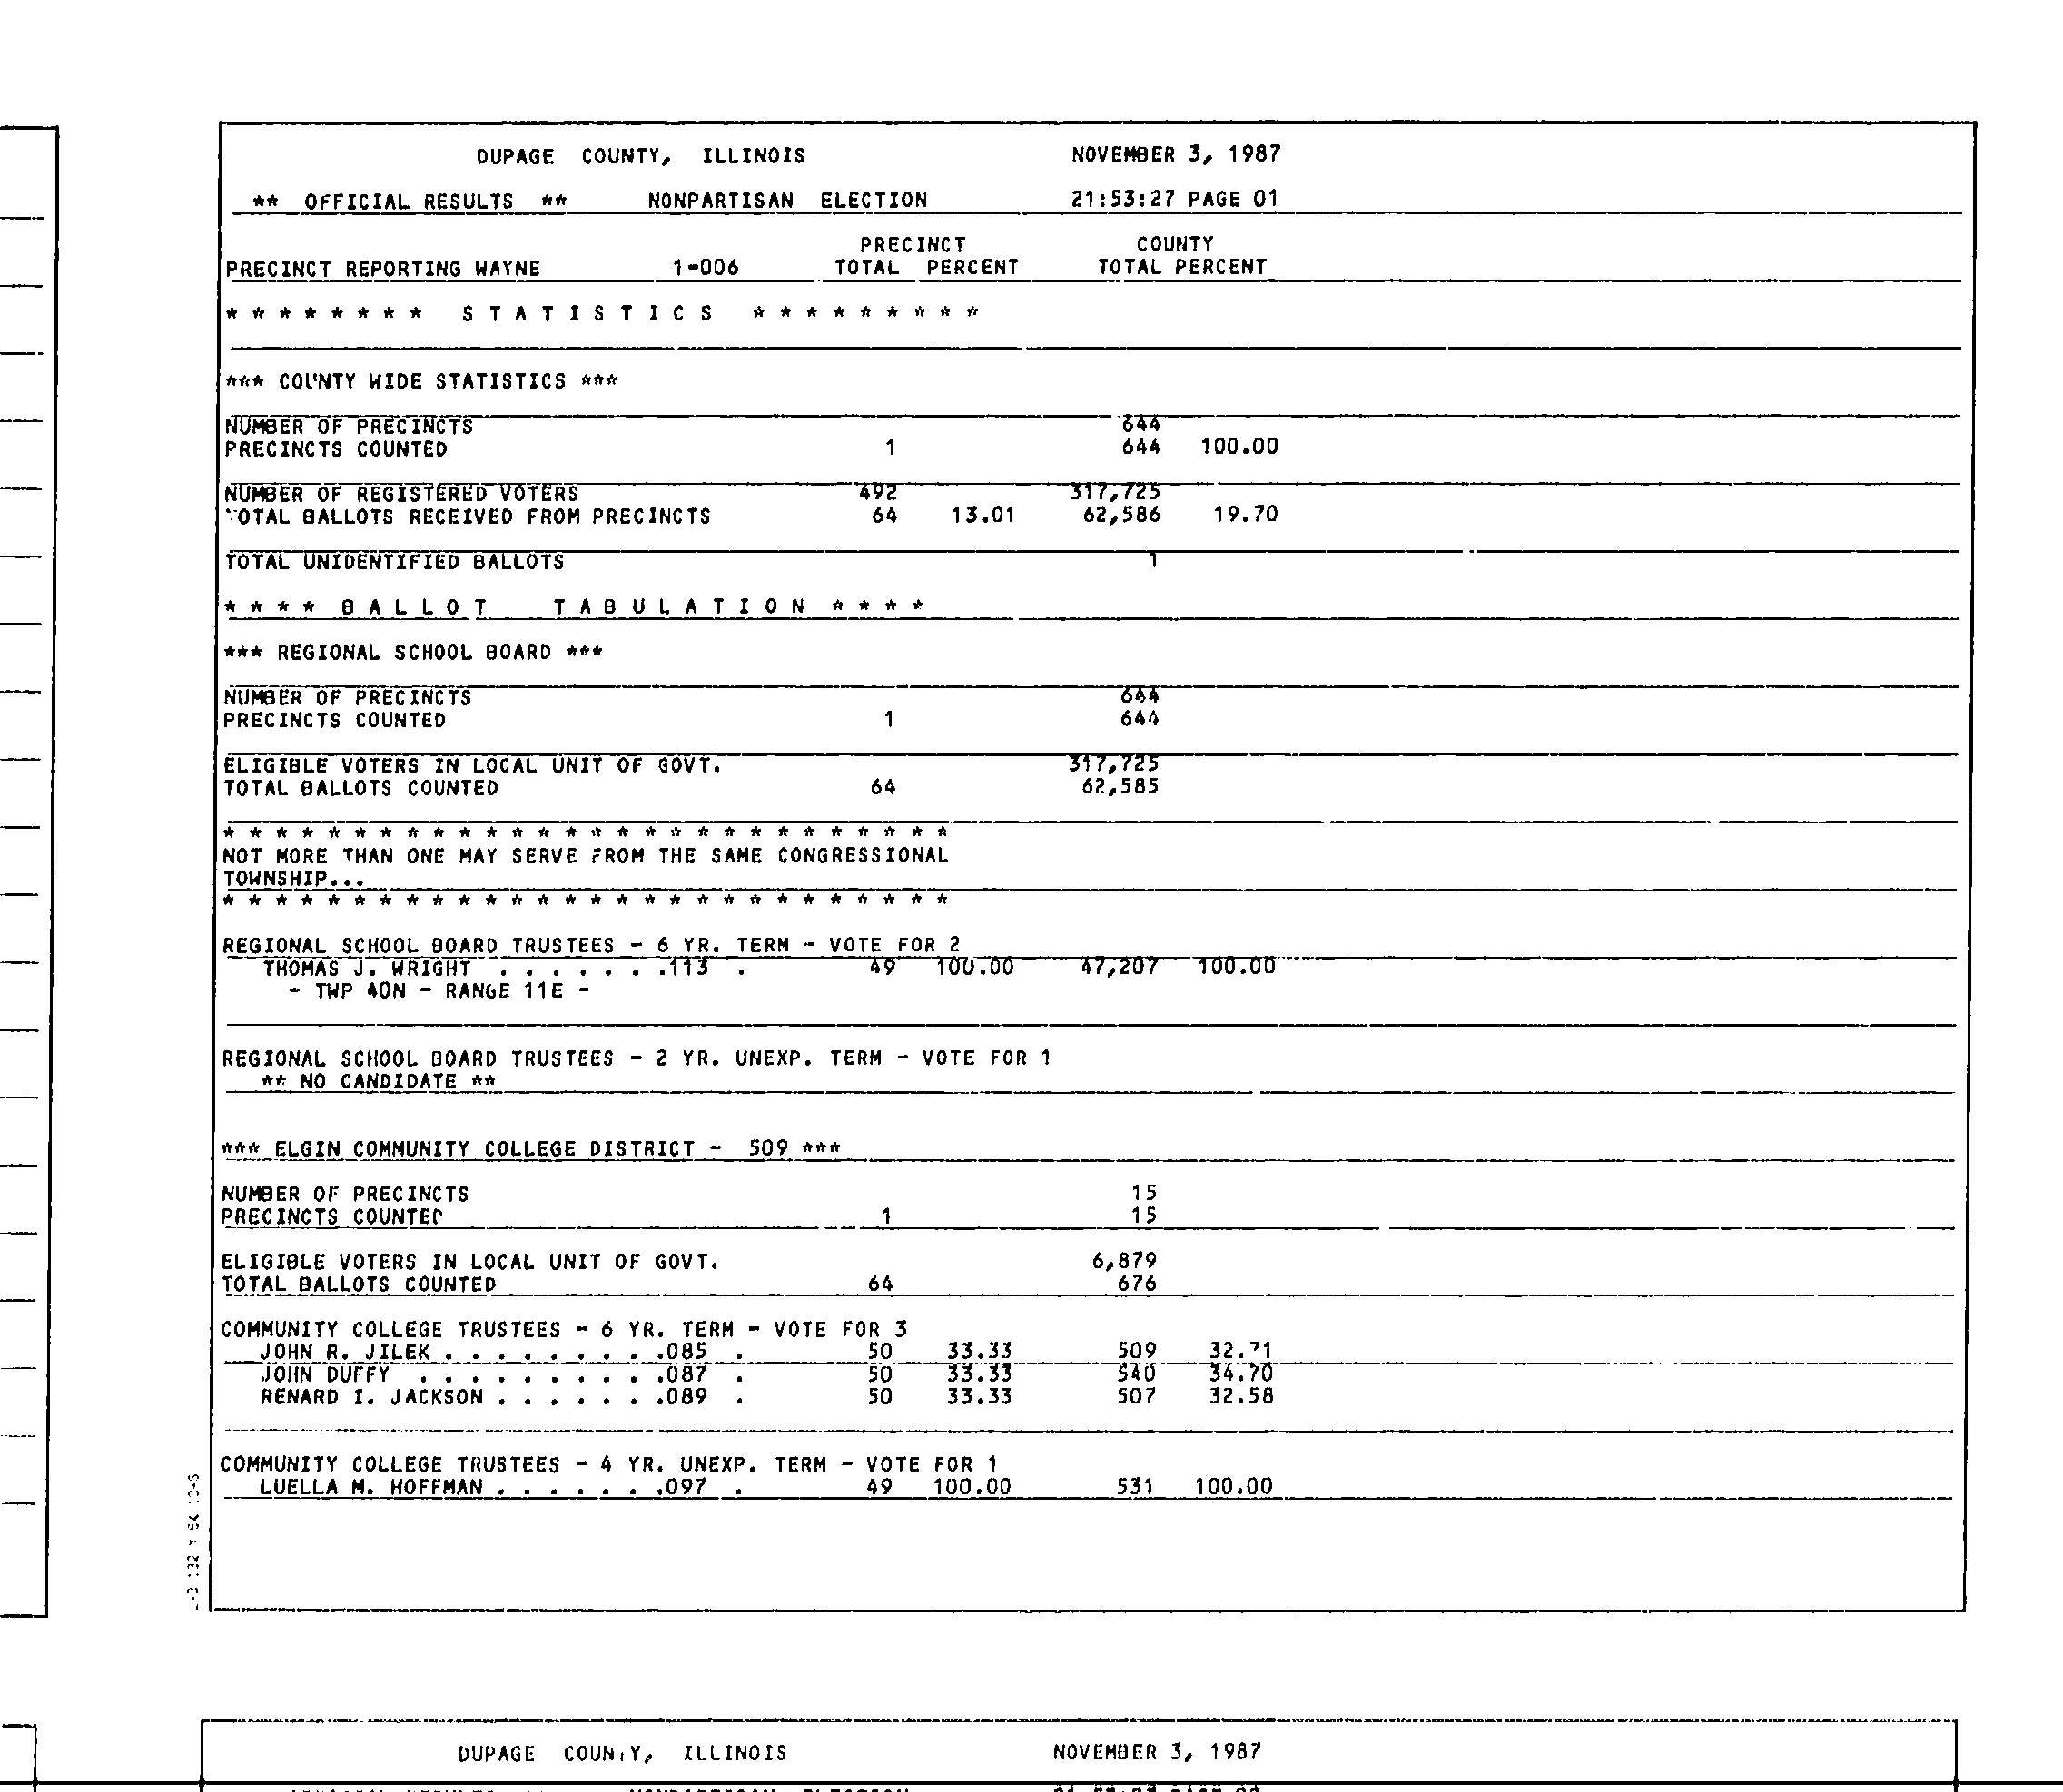 DUPAGE COUNTY, ILLINOIS NOVEMBER 3, 1987
** OFFICIAL RESULTS ** NONPARTISAN ELECTION 21:53:27 PAGE 01
PRECINCT COUNTY
PRECINCT REPORTING WAYNE 1-006 TOTAL PERCENT TOTAL PERCENT
* * * * * * * * S T A T I S T I C S * * * * * * * * *
*** COUNTY WIDE STATISTICS ***
NUMBER OF PRECINCTS 644
PRECINCTS COUNTED 1 644 100.00
NUMBER OF REGISTERED VOTERS 492 317,725
TOTAL BALLOTS RECEIVED FROM PRECINCTS 64 13.01 62,586 19.70
TOTAL UNIDENTIFIED BALLOTS 1
* * * * B A L L O T T A B U L A T I O N * * * *
*** REGIONAL SCHOOL BOARD ***
NUMBER OF PRECINCTS 644
PRECINCTS COUNTED 1 644
ELIGIBLE VOTERS IN LOCAL UNIT OF GOVT. 317,725
TOTAL BALLOTS COUNTED 64 62,585
* * * * * * * * * * * * * * * * * * * * * * * * * * * *
NOT MORE THAN ONE MAY SERVE FROM THE SAME CONGRESSIONAL
TOWNSHIP...
* * * * * * * * * * * * * * * * * * * * * * * * * * * *
REGIONAL SCHOOL BOARD TRUSTEES - 6 YR. TERM - VOTE FOR 2
THOMAS J. WRIGHT . . . . . . .113 . 49 100.00 47,207 100.00
- TWP 40N - RANGE 11E -
REGIONAL SCHOOL BOARD TRUSTEES - 2 YR. UNEXP. TERM - VOTE FOR 1
** NO CANDIDATE **
*** ELGIN COMMUNITY COLLEGE DISTRICT - 509 ***
NUMBER OF PRECINCTS 15
PRECINCTS COUNTED 1 15
ELIGIBLE VOTERS IN LOCAL UNIT OF GOVT. 6,879
TOTAL BALLOTS COUNTED 64 676
COMMUNITY COLLEGE TRUSTEES - 6 YR. TERM - VOTE FOR 3
JOHN R. JILEK . . . . . . . . .085 . 50 33.33 509 32.71
JOHN DUFFY . . . . . . . . . .087 . 50 33.33 540 34.70
RENARD I. JACKSON . . . . . . .089 . 50 33.33 507 32.58
COMMUNITY COLLEGE TRUSTEES - 4 YR. UNEXP. TERM - VOTE FOR 1
LUELLA M. HOFFMAN . . . . . . .097 . 49 100.00 531 100.00
DUPAGE COUNTY, ILLINOIS NOVEMBER 3, 1987